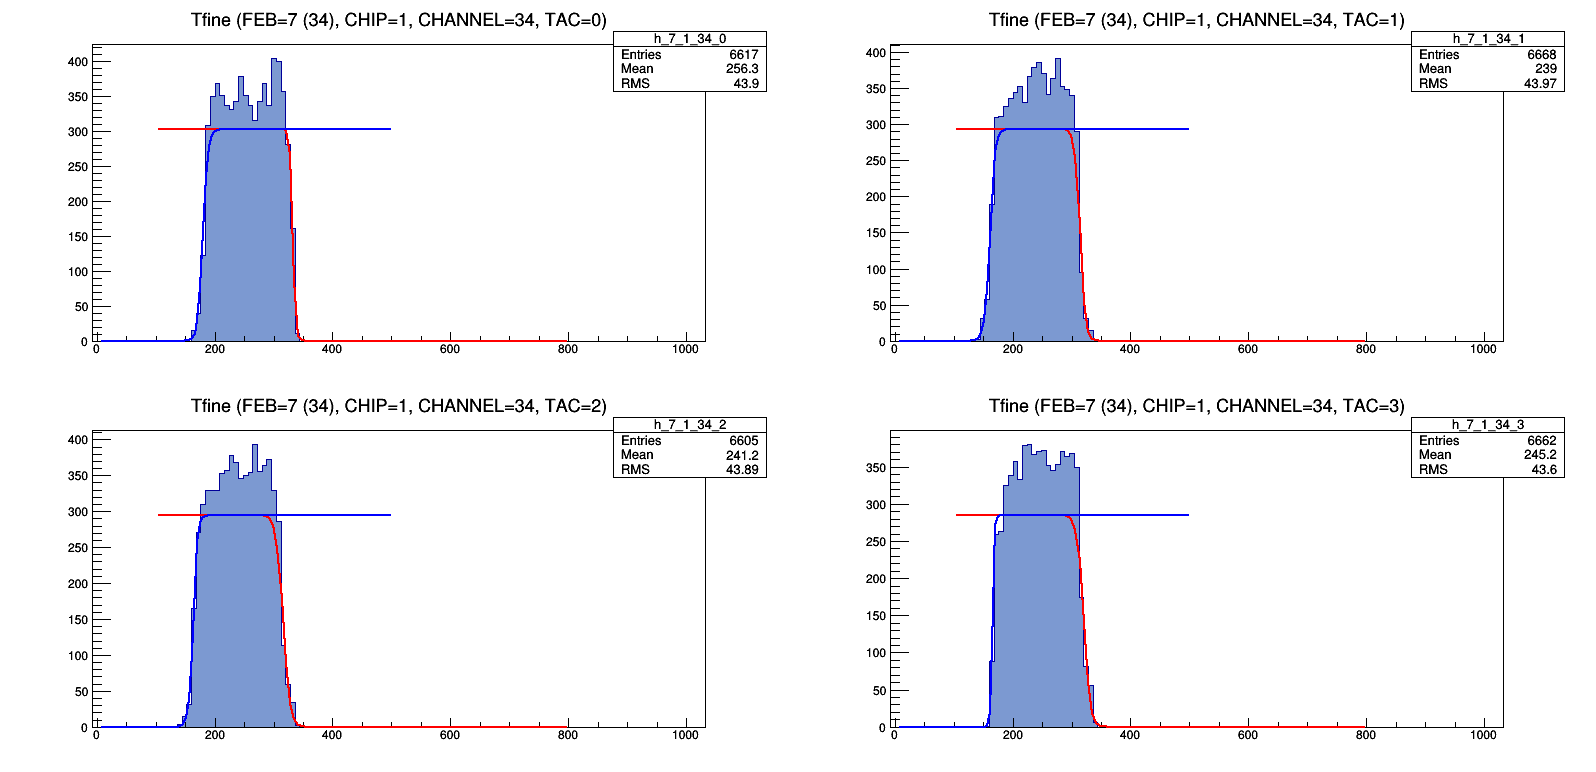 Tfine (FEB=7 (34), CHIP=1, CHANNEL=34, TAC=0)
h_7_1_34_0
Entries 6617
Mean 256.3
RMS 43.9
400
350
300
250
200
150
100
50
0
0 200 400 600 800 1000
Tfine (FEB=7 (34), CHIP=1, CHANNEL=34, TAC=1)
h_7_1_34_1
Entries 6668
Mean 239
RMS 43.97
400
350
300
250
200
150
100
50
0
0 200 400 600 800 1000
Tfine (FEB=7 (34), CHIP=1, CHANNEL=34, TAC=2)
h_7_1_34_2
Entries 6605
Mean 241.2
RMS 43.89
400
350
300
250
200
150
100
50
0
0 200 400 600 800 1000
Tfine (FEB=7 (34), CHIP=1, CHANNEL=34, TAC=3)
h_7_1_34_3
Entries 6662
Mean 245.2
RMS 43.6
350
300
250
200
150
100
50
0
0 200 400 600 800 1000